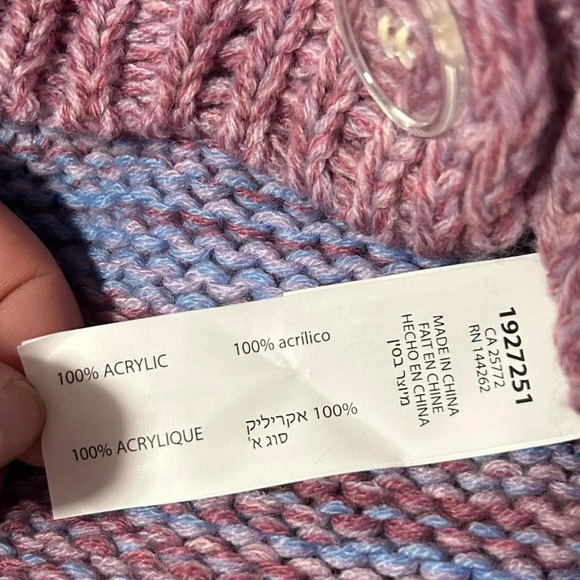 100% ACRYLIC
100% acrílico
100% ACRYLIQUE
100% אקריליק
סוג א'
MADE IN CHINA
FAIT EN CHINE
HECHO EN CHINA
מיוצר בסין
1927251
CA 25772
RN 144262